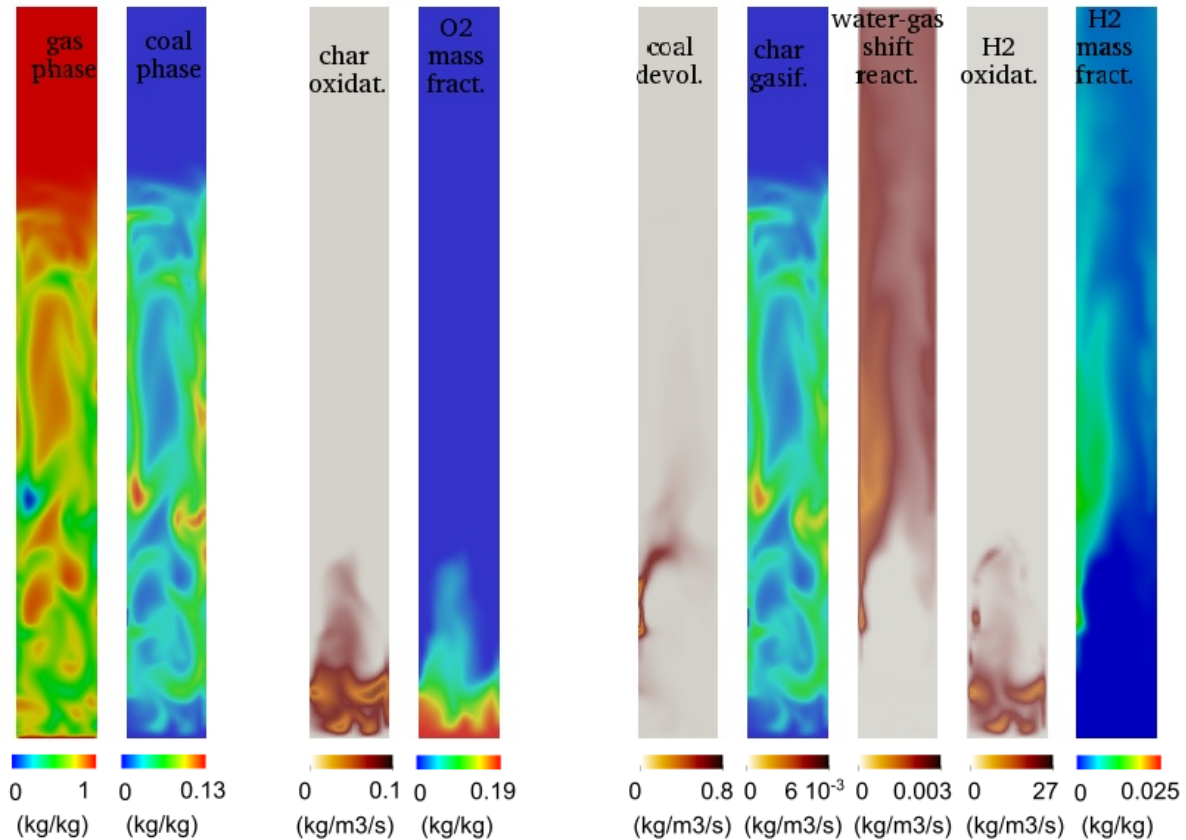 gas
phase
coal
phase
char
oxidat.
O2
mass
fract.
coal
devol.
char
gasif.
water-gas
shift
react.
H2
oxidat.
H2
mass
fract.
0 1
(kg/kg)
0 0.13
(kg/kg)
0 0.1
(kg/m3/s)
0 0.19
(kg/kg)
0 0.8
(kg/m3/s)
0 6 10-3
(kg/m3/s)
0 0.003
(kg/m3/s)
0 27
(kg/m3/s)
0 0.025
(kg/kg)